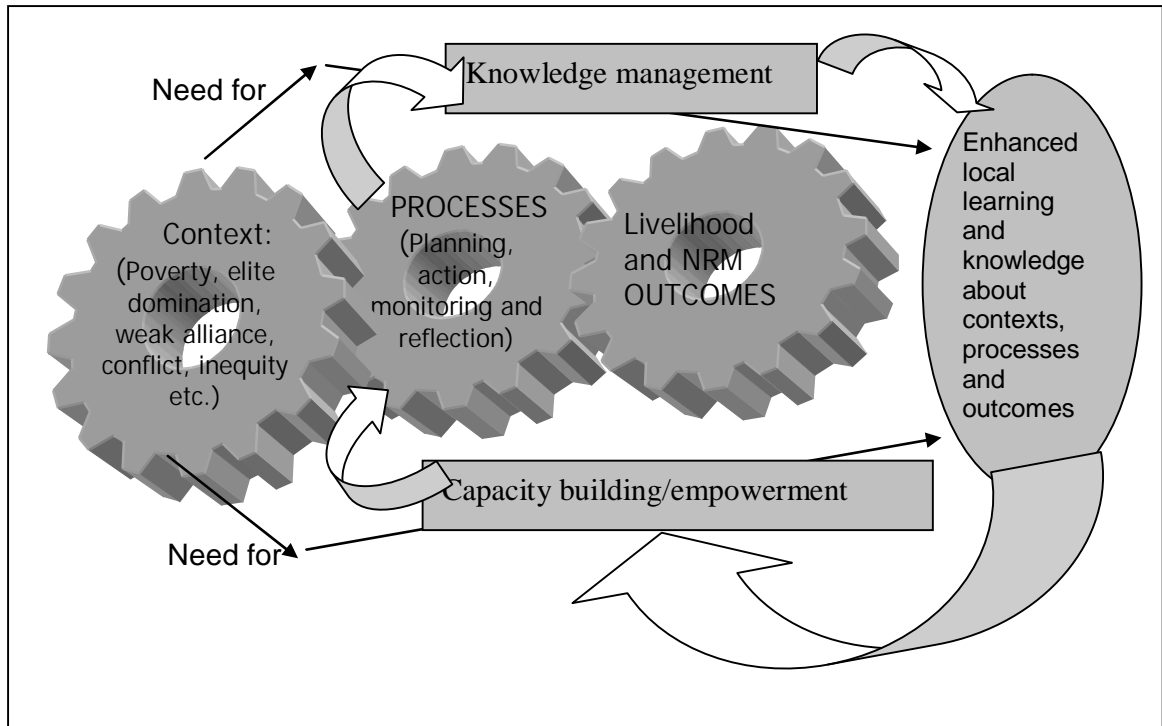 Knowledge management
Need for
Context:
(Poverty, elite
domination,
weak alliance,
conflict, inequity
etc.)
PROCESSES
(Planning,
action,
monitoring and
reflection)
Livelihood
and NRM
OUTCOMES
Enhanced
local
learning
and
knowledge
about
contexts,
processes
and
outcomes
Capacity building/empowerment
Need for